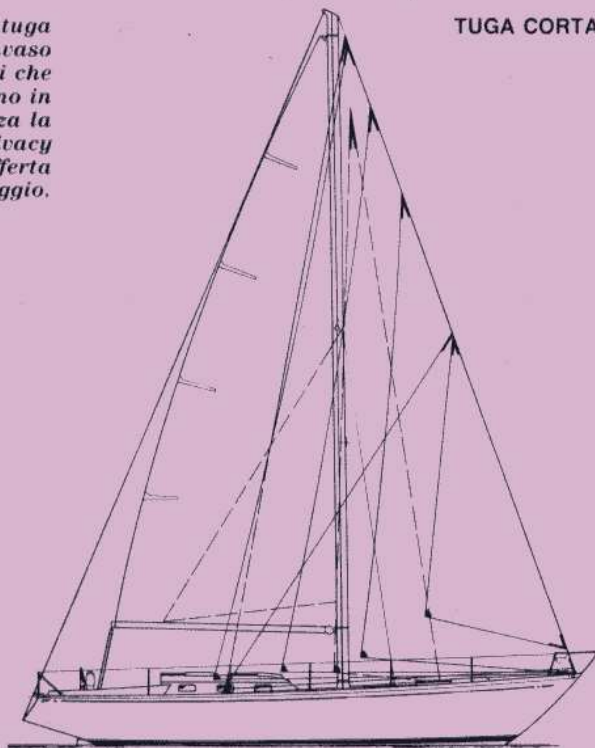 tuga
vaso
i che
no in
za la
ivacy
fferta
ggio.
TUGA CORTA